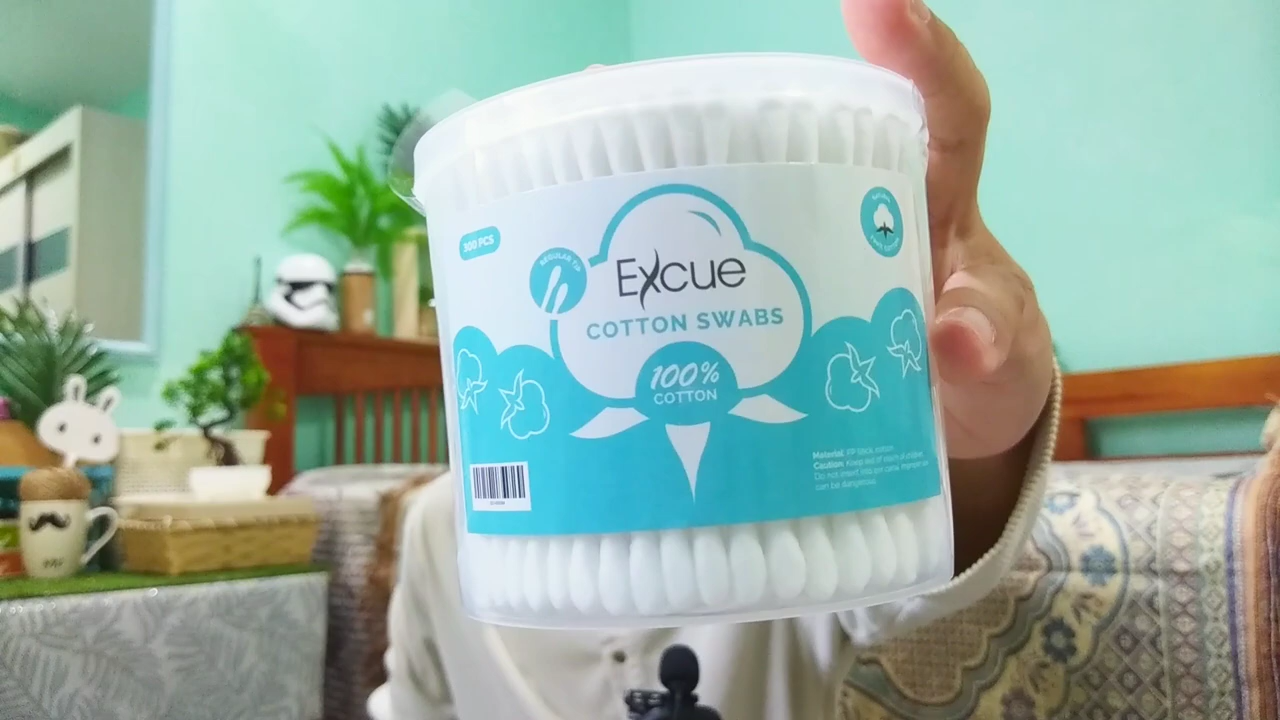 300 PCS
REGULAR TIP
Excue
COTTON SWABS
100%
COTTON
Material: PP Stick, cotton
Caution: Keep out of reach of children.
Do not insert into ear canal, improper use
can be dangerous.